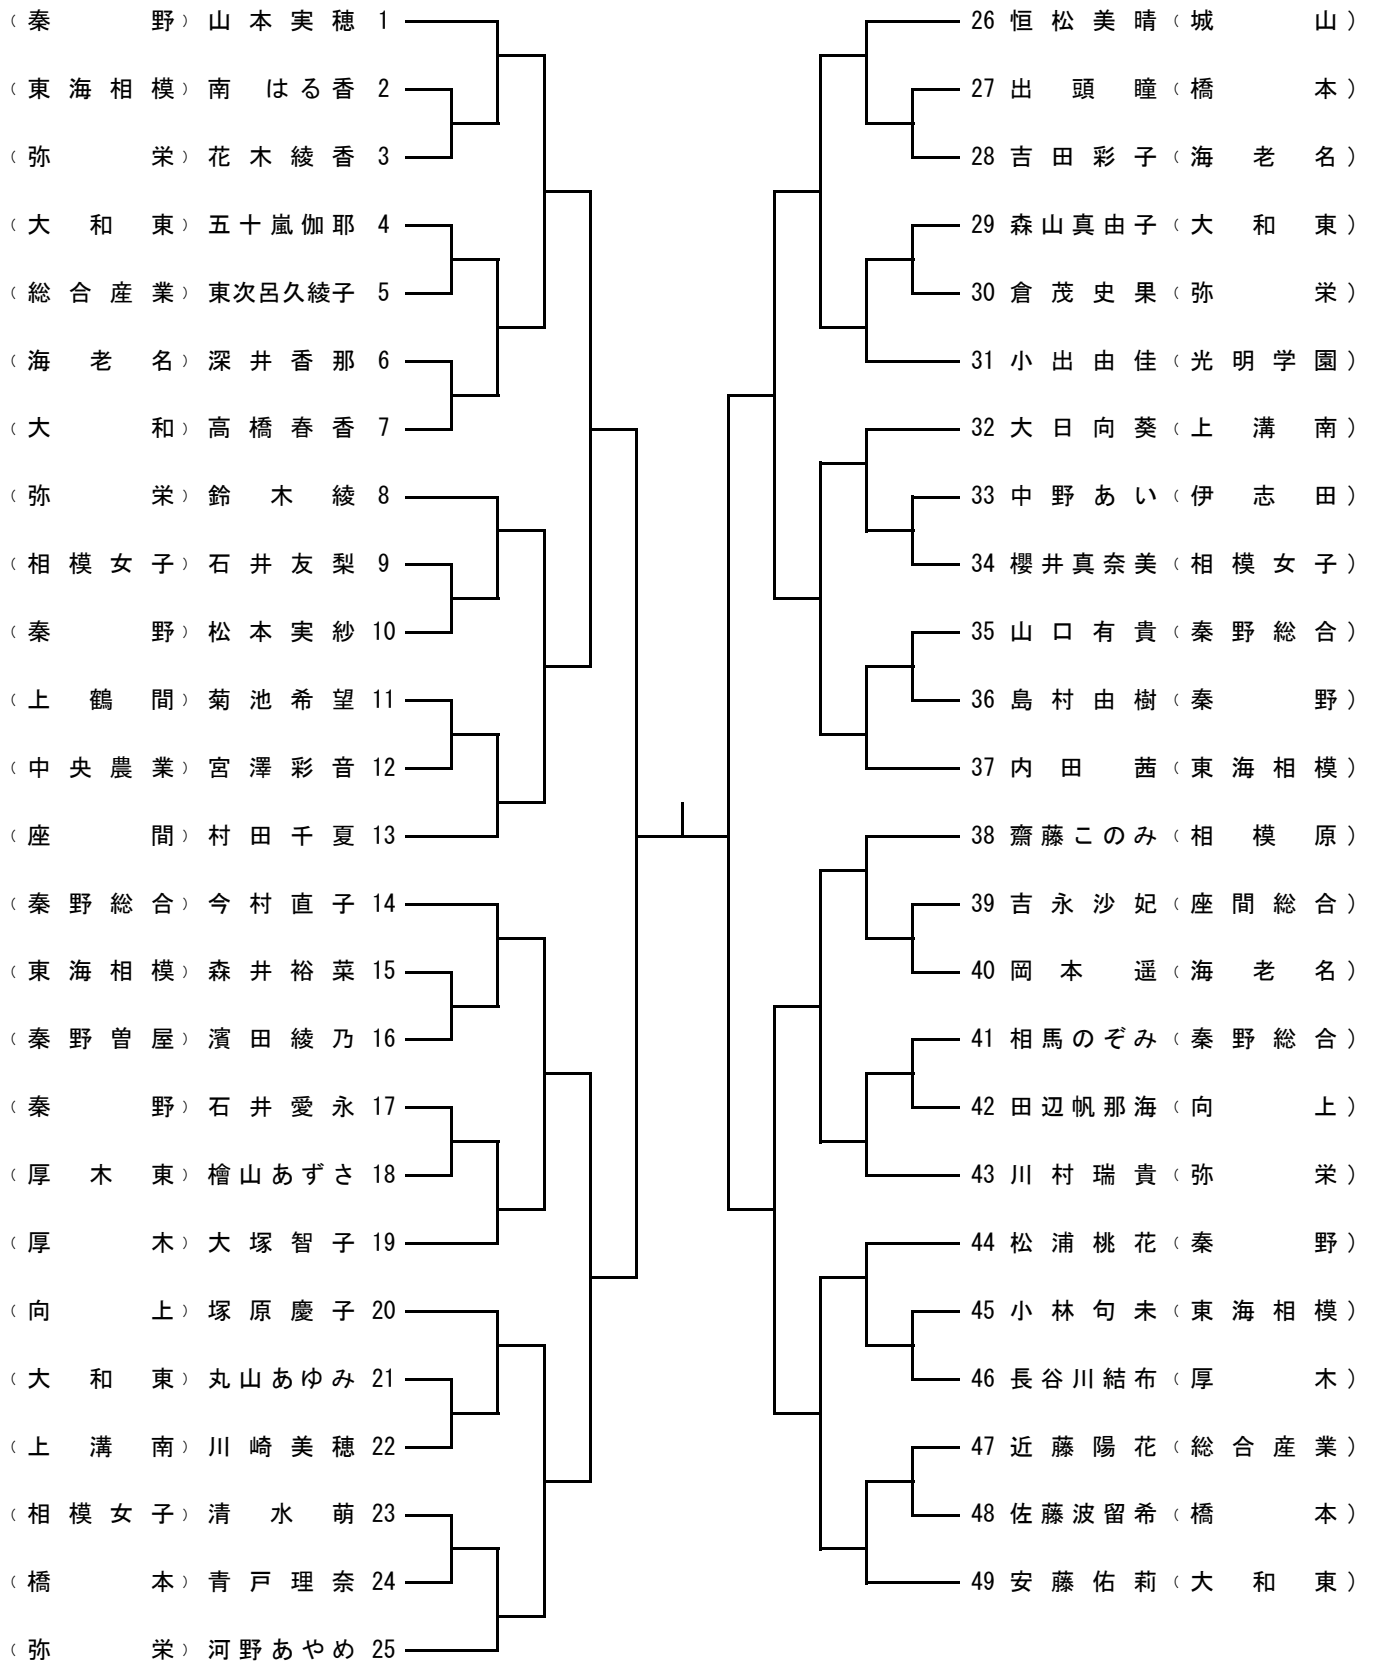 （秦野）山本実穂 1
（東海相模）南はる香 2
（弥栄）花木綾香 3
（大和東）五十嵐伽耶 4
（総合産業）東次呂久綾子 5
（海老名）深井香那 6
（大和）高橋春香 7
（弥栄）鈴木綾 8
（相模女子）石井友梨 9
（秦野）松本実紗 10
（上鶴間）菊池希望 11
（中央農業）宮澤彩音 12
（座間）村田千夏 13
（秦野総合）今村直子 14
（東海相模）森井裕菜 15
（秦野曽屋）濱田綾乃 16
（秦野）石井愛永 17
（厚木東）檜山あずさ 18
（厚木）大塚智子 19
（向上）塚原慶子 20
（大和東）丸山あゆみ 21
（上溝南）川崎美穂 22
（相模女子）清水萌 23
（橋本）青戸理奈 24
（弥栄）河野あやめ 25
26 恒松美晴（城山）
27 出頭瞳（橋本）
28 吉田彩子（海老名）
29 森山真由子（大和東）
30 倉茂史果（弥栄）
31 小出由佳（光明学園）
32 大日向葵（上溝南）
33 中野あい（伊志田）
34 櫻井真奈美（相模女子）
35 山口有貴（秦野総合）
36 島村由樹（秦野）
37 内田茜（東海相模）
38 齋藤このみ（相模原）
39 吉永沙妃（座間総合）
40 岡本遥（海老名）
41 相馬のぞみ（秦野総合）
42 田辺帆那海（向上）
43 川村瑞貴（弥栄）
44 松浦桃花（秦野）
45 小林句未（東海相模）
46 長谷川結布（厚木）
47 近藤陽花（総合産業）
48 佐藤波留希（橋本）
49 安藤佑莉（大和東）